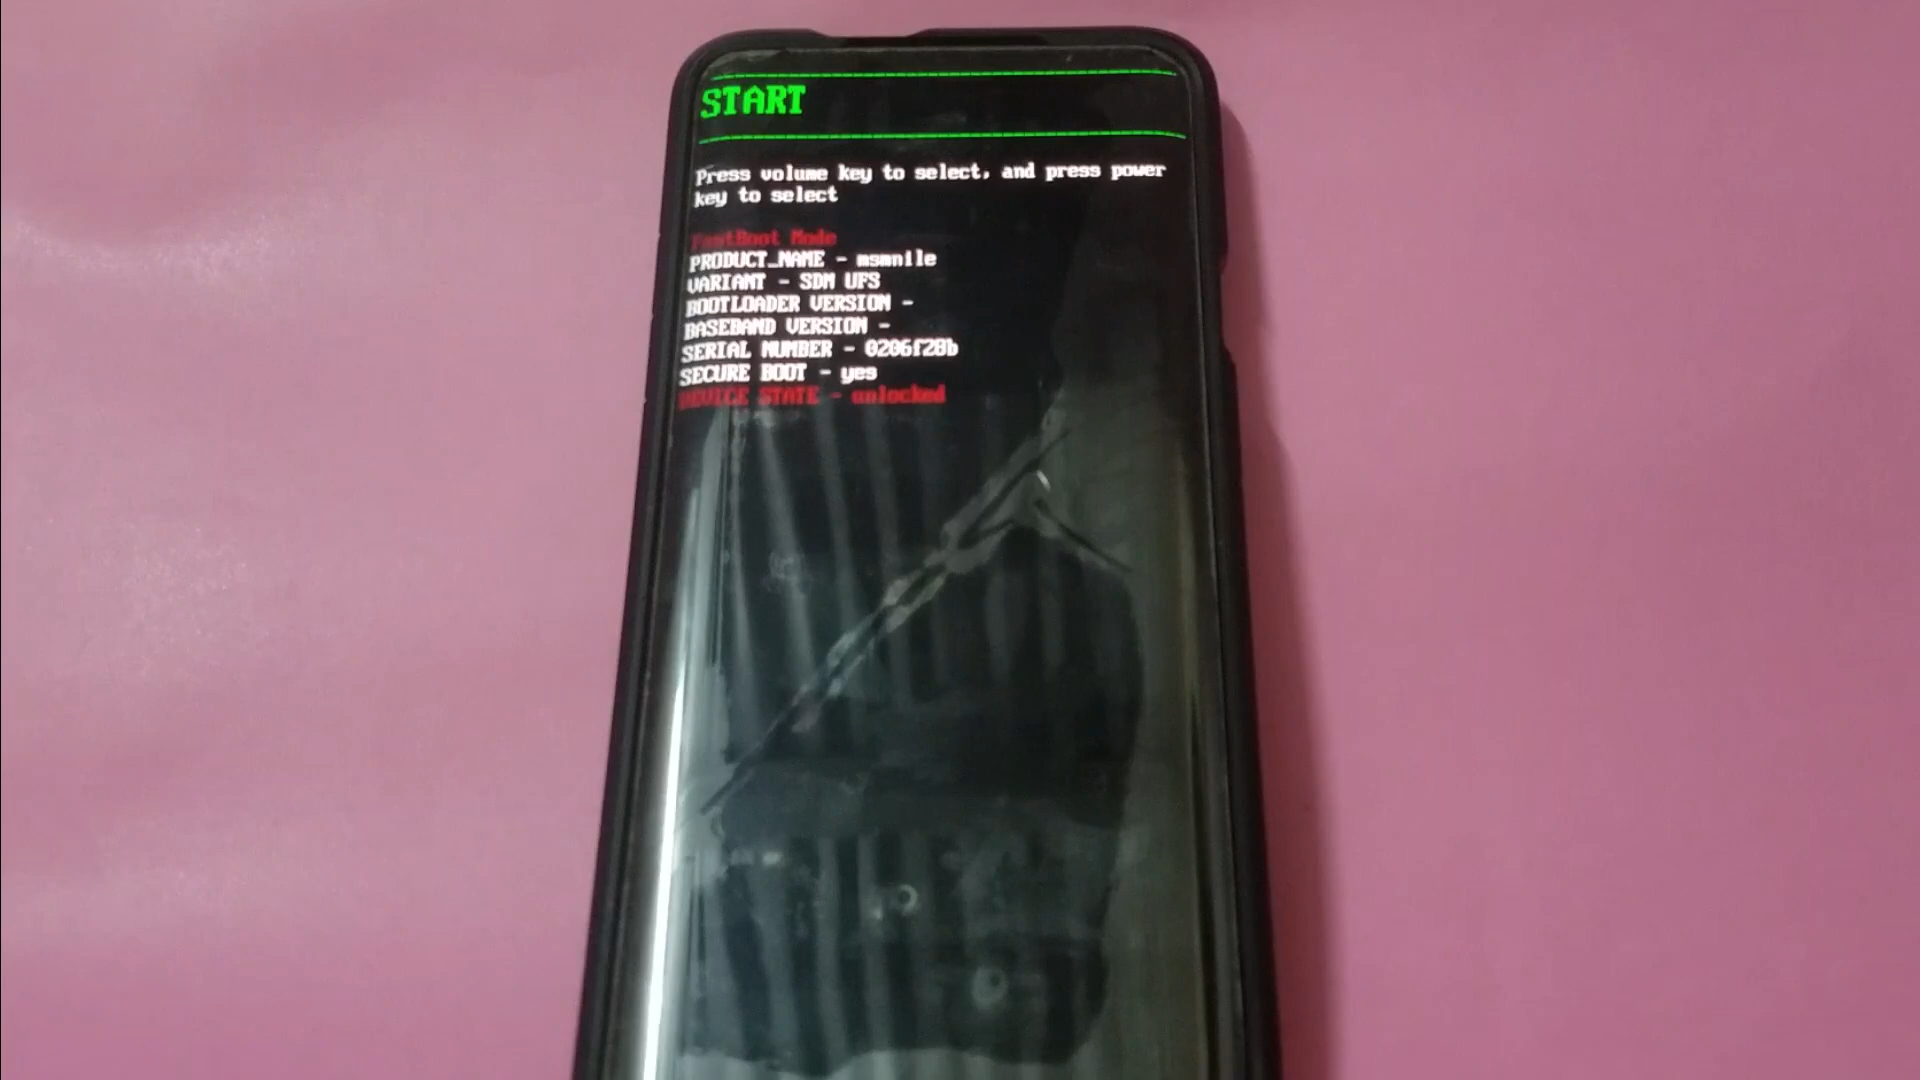 START
Press volume key to select, and press power
key to select
FastBoot Mode
PRODUCT_NAME - msmnile
VARIANT - SDM UFS
BOOTLOADER VERSION -
BASEBAND VERSION -
SERIAL NUMBER - 0206f28b
SECURE BOOT - yes
DEVICE STATE - unlocked